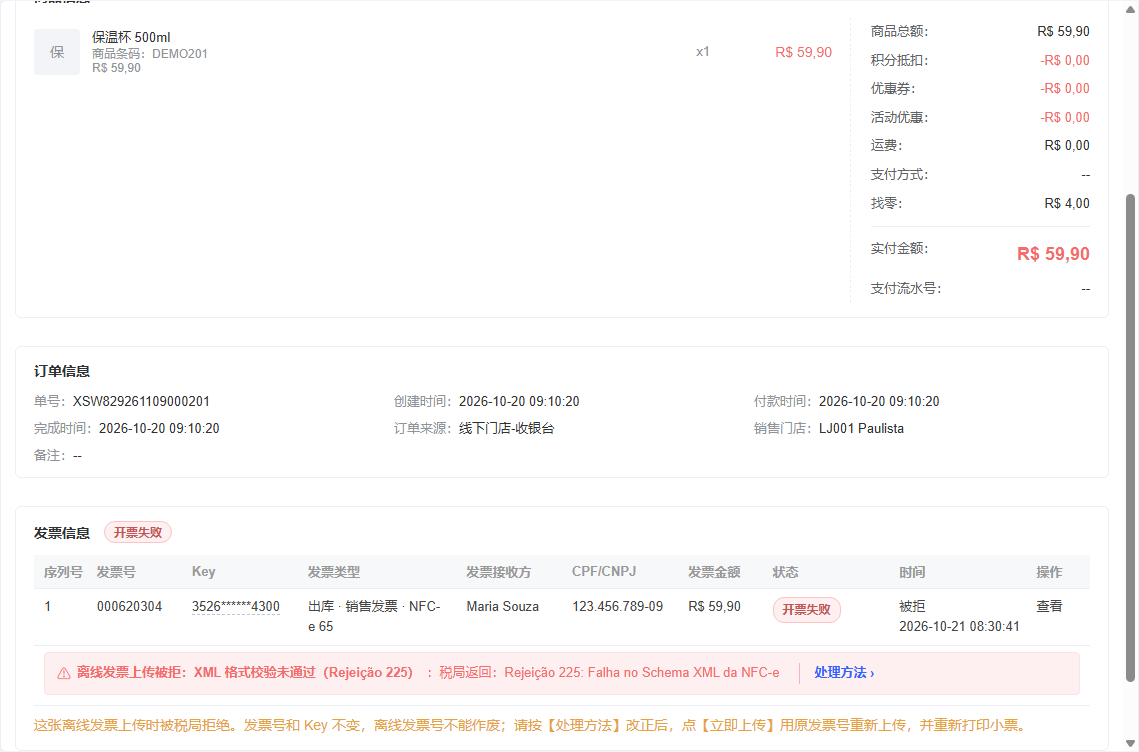 保 保温杯 500ml
商品条码：DEMO201
R$ 59,90
x1 R$ 59,90
商品总额： R$ 59,90
积分抵扣： -R$ 0,00
优惠券： -R$ 0,00
活动优惠： -R$ 0,00
运费： R$ 0,00
支付方式： --
找零： R$ 4,00
实付金额： R$ 59,90
支付流水号： --
订单信息
单号：XSW829261109000201 创建时间：2026-10-20 09:10:20 付款时间：2026-10-20 09:10:20
完成时间：2026-10-20 09:10:20 订单来源：线下门店-收银台 销售门店：LJ001 Paulista
备注：--
发票信息 开票失败
序列号 发票号 Key 发票类型 发票接收方 CPF/CNPJ 发票金额 状态 时间 操作
1 000620304 3526******4300 出库 · 销售发票 · NFC-e 65 Maria Souza 123.456.789-09 R$ 59,90 开票失败 被拒 2026-10-21 08:30:41 查看
离线发票上传被拒：XML 格式校验未通过（Rejeição 225） ：税局返回：Rejeição 225: Falha no Schema XML da NFC-e 处理方法 ›
这张离线发票上传时被税局拒绝。发票号和 Key 不变，离线发票号不能作废；请按【处理方法】改正后，点【立即上传】用原发票号重新上传，并重新打印小票。